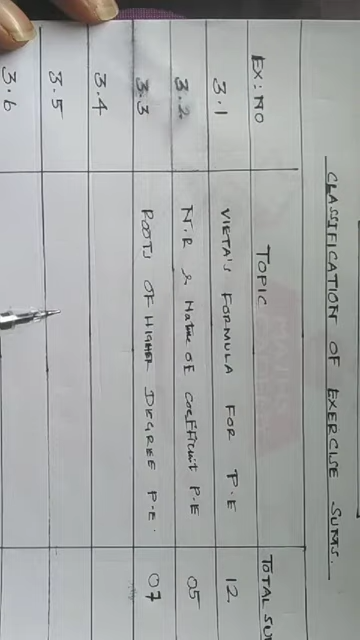 CLASSIFICATION OF EXERCISE SUMS.
EX: NO TOPIC TOTAL SU
3.1 VIETA'S FORMULA FOR P.E 12.
3.2 N.R & Nature OF coefficient P.E 05
3.3 ROOTS OF HIGHER DEGREE P.E. 07
3.4
3.5
3.6